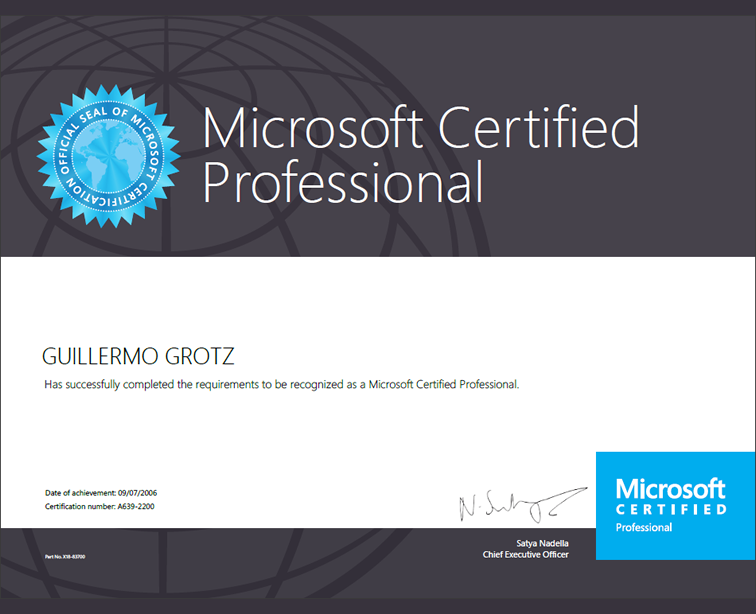 OFFICIAL SEAL OF MICROSOFT CERTIFICATION
Microsoft Certified
Professional
GUILLERMO GROTZ
Has successfully completed the requirements to be recognized as a Microsoft Certified Professional.
Date of achievement: 09/07/2006
Certification number: A639-2200
Microsoft
CERTIFIED
Professional
Part No. X18-83700
Satya Nadella
Chief Executive Officer